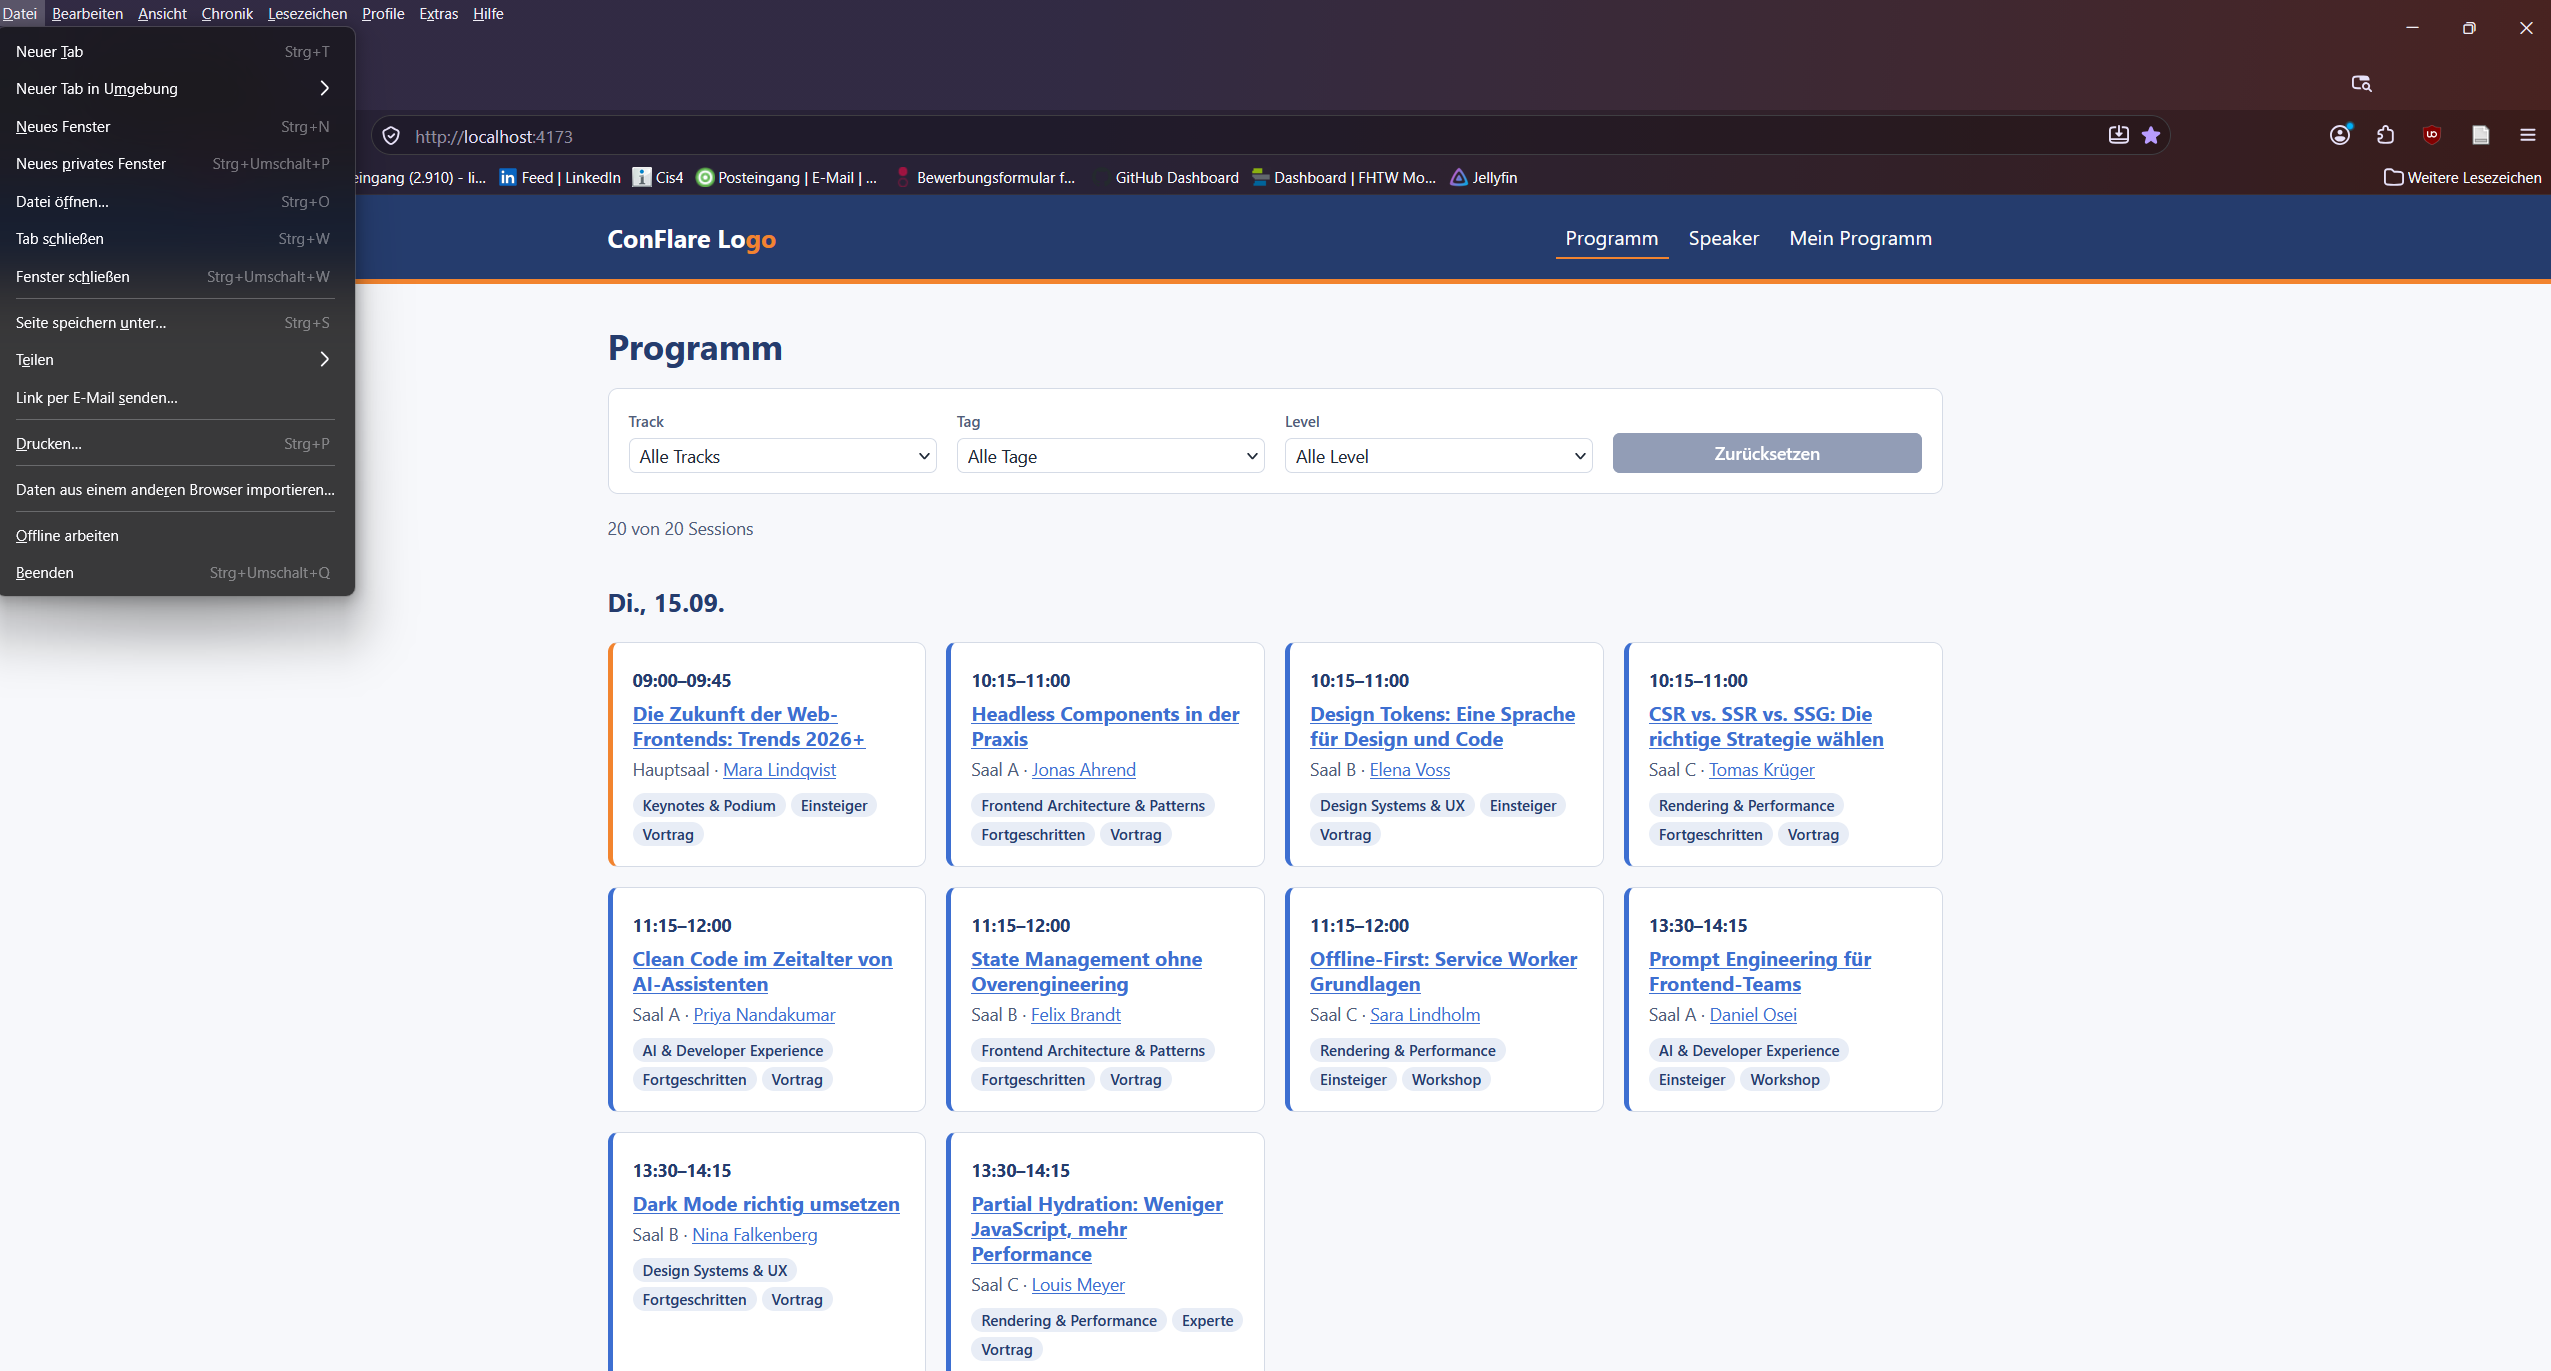 Datei Bearbeiten Ansicht Chronik Lesezeichen Profile Extras Hilfe
Neuer Tab Strg+T
Neuer Tab in Umgebung
Neues Fenster Strg+N
Neues privates Fenster Strg+Umschalt+P
Datei öffnen... Strg+O
Tab schließen Strg+W
Fenster schließen Strg+Umschalt+W
Seite speichern unter... Strg+S
Teilen
Link per E-Mail senden...
Drucken... Strg+P
Daten aus einem anderen Browser importieren...
Offline arbeiten
Beenden Strg+Umschalt+Q
http://localhost:4173
eingang (2.910) - li... Feed | LinkedIn Cis4 Posteingang | E-Mail | ... Bewerbungsformular f... GitHub Dashboard Dashboard | FHTW Mo... Jellyfin Weitere Lesezeichen
ConFlare Logo Programm Speaker Mein Programm
Programm
Track Tag Level
Alle Tracks Alle Tage Alle Level Zurücksetzen
20 von 20 Sessions
Di., 15.09.
09:00–09:45
Die Zukunft der Web-
Frontends: Trends 2026+
Hauptsaal · Mara Lindqvist
Keynotes & Podium Einsteiger
Vortrag
10:15–11:00
Headless Components in der
Praxis
Saal A · Jonas Ahrend
Frontend Architecture & Patterns
Fortgeschritten Vortrag
10:15–11:00
Design Tokens: Eine Sprache
für Design und Code
Saal B · Elena Voss
Design Systems & UX Einsteiger
Vortrag
10:15–11:00
CSR vs. SSR vs. SSG: Die
richtige Strategie wählen
Saal C · Tomas Krüger
Rendering & Performance
Fortgeschritten Vortrag
11:15–12:00
Clean Code im Zeitalter von
AI-Assistenten
Saal A · Priya Nandakumar
AI & Developer Experience
Fortgeschritten Vortrag
11:15–12:00
State Management ohne
Overengineering
Saal B · Felix Brandt
Frontend Architecture & Patterns
Fortgeschritten Vortrag
11:15–12:00
Offline-First: Service Worker
Grundlagen
Saal C · Sara Lindholm
Rendering & Performance
Einsteiger Workshop
13:30–14:15
Prompt Engineering für
Frontend-Teams
Saal A · Daniel Osei
AI & Developer Experience
Einsteiger Workshop
13:30–14:15
Dark Mode richtig umsetzen
Saal B · Nina Falkenberg
Design Systems & UX
Fortgeschritten Vortrag
13:30–14:15
Partial Hydration: Weniger
JavaScript, mehr
Performance
Saal C · Louis Meyer
Rendering & Performance Experte
Vortrag